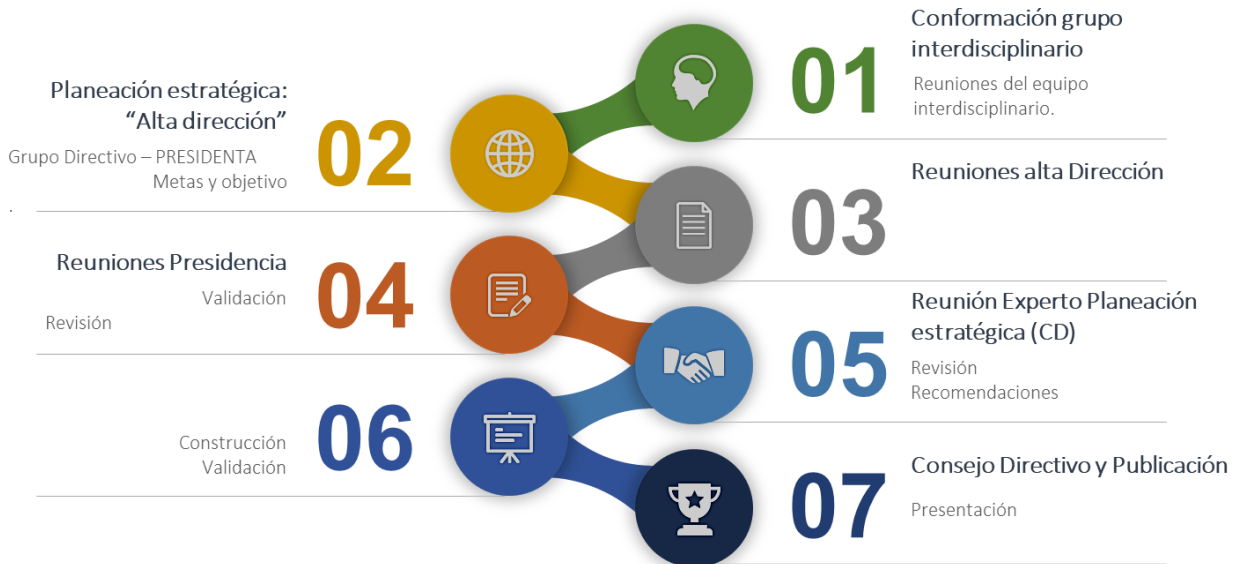 01
Conformación grupo
interdisciplinario
Reuniones del equipo
interdisciplinario.
Planeación estratégica:
“Alta dirección”
Grupo Directivo – PRESIDENTA
Metas y objetivo
.
02
03
Reuniones alta Dirección
Reuniones Presidencia
Validación
Revisión
04
05
Reunión Experto Planeación
estratégica (CD)
Revisión
Recomendaciones
Construcción
Validación
06
07
Consejo Directivo y Publicación
Presentación